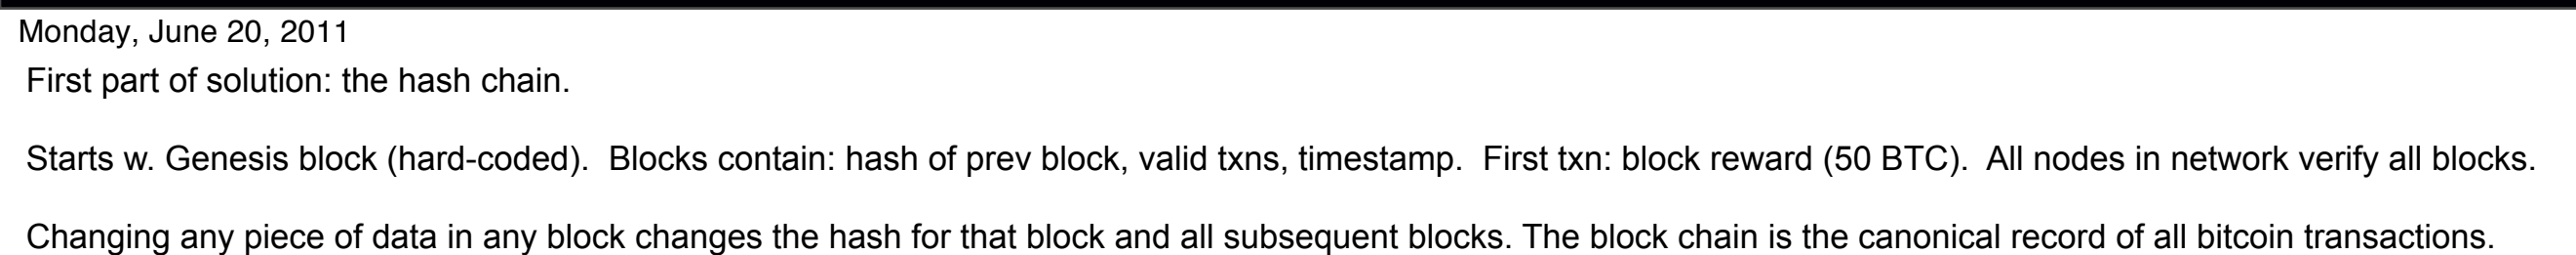 Monday, June 20, 2011
First part of solution: the hash chain.
Starts w. Genesis block (hard-coded).  Blocks contain: hash of prev block, valid txns, timestamp.  First txn: block reward (50 BTC).  All nodes in network verify all blocks.
Changing any piece of data in any block changes the hash for that block and all subsequent blocks. The block chain is the canonical record of all bitcoin transactions.